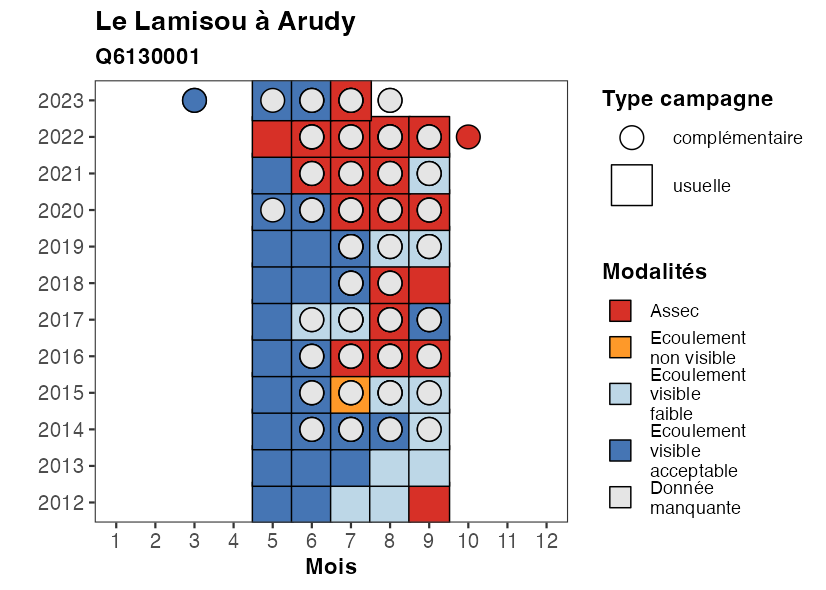 Le Lamisou à Arudy
Q6130001
2023
2022
2021
2020
2019
2018
2017
2016
2015
2014
2013
2012
1 2 3 4 5 6 7 8 9 10 11 12
Mois
Type campagne
complémentaire
usuelle
Modalités
Assec
Ecoulement
non visible
Ecoulement
visible
faible
Ecoulement
visible
acceptable
Donnée
manquante